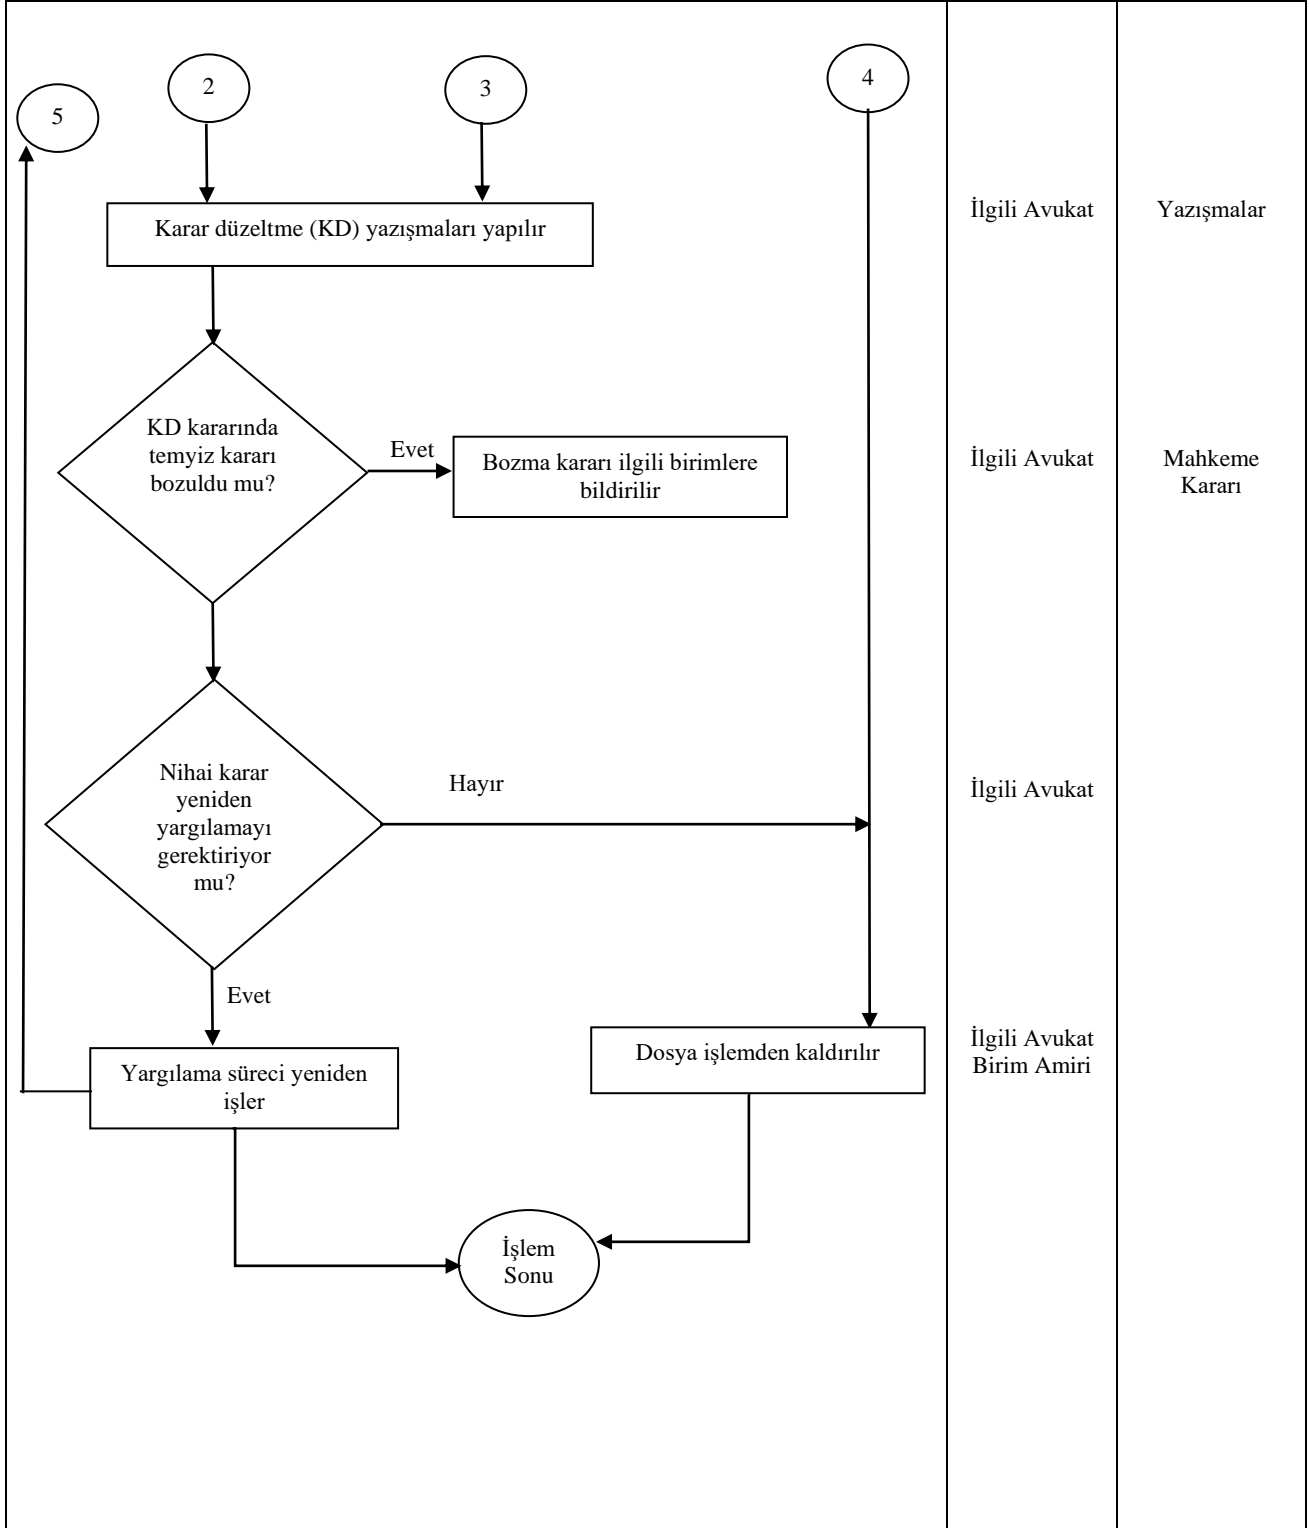 5
2
3
4
Karar düzeltme (KD) yazışmaları yapılır
İlgili Avukat
Yazışmalar
KD kararında
temyiz kararı
bozuldu mu?
Evet
Bozma kararı ilgili birimlere
bildirilir
İlgili Avukat
Mahkeme
Kararı
Nihai karar
yeniden
yargılamayı
gerektiriyor
mu?
Hayır
İlgili Avukat
Evet
Yargılama süreci yeniden
işler
Dosya işlemden kaldırılır
İlgili Avukat
Birim Amiri
İşlem
Sonu